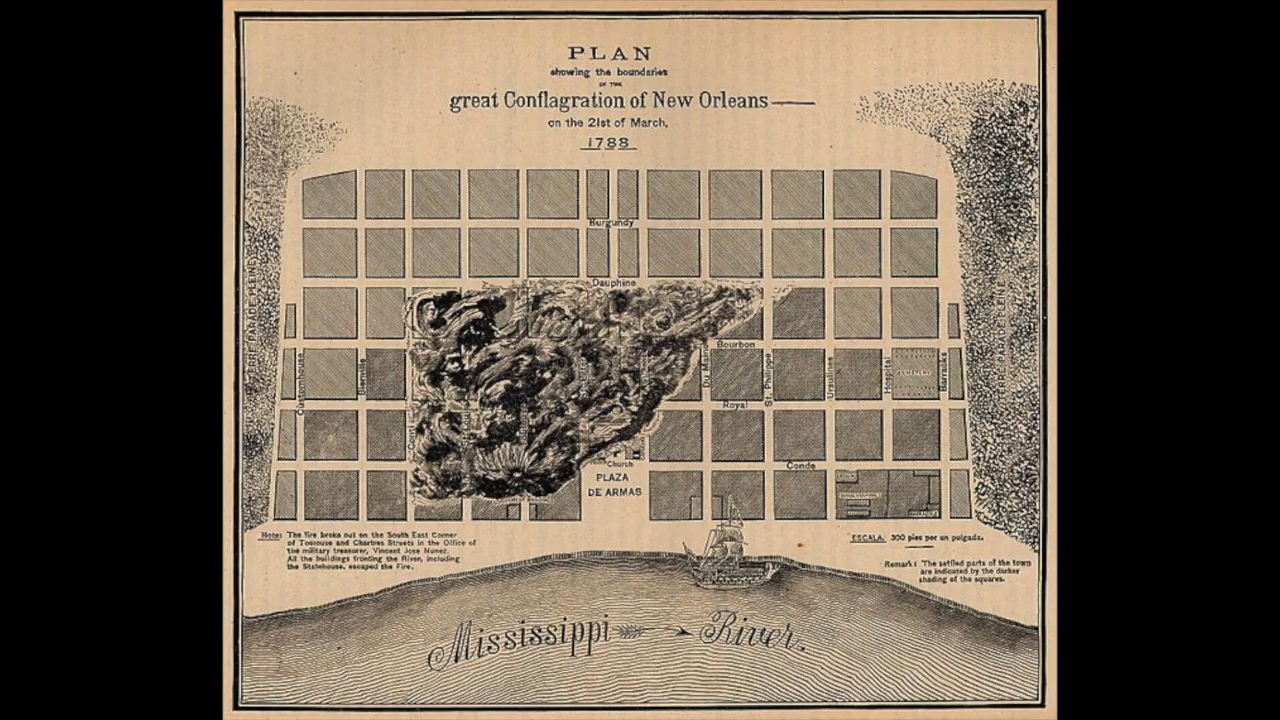 PLAN
showing the boundaries
OF THE
great Conflagration of New Orleans
on the 21st of March,
1788
Burgundy
Dauphine
Bourbon
Royal
Conde
Customhouse
Bienville
Conti
Du Maine
St. Philippe
Ursulines
Hospital
Barracks
CEMETERY
TERRE PARADELEINE
Church
PLAZA
DE ARMAS
Note: The fire broke out on the South East Corner
of Toulouse and Chartres Streets in the Office of
the military treasurer, Vincent Jose Nunez.
All the buildings fronting the River, including
the Statehouse, escaped the Fire.
ESCALA: 300 pies por un pulgada.
Remark: The settled parts of the town
are indicated by the darker
shading of the squares.
Mississippi River.